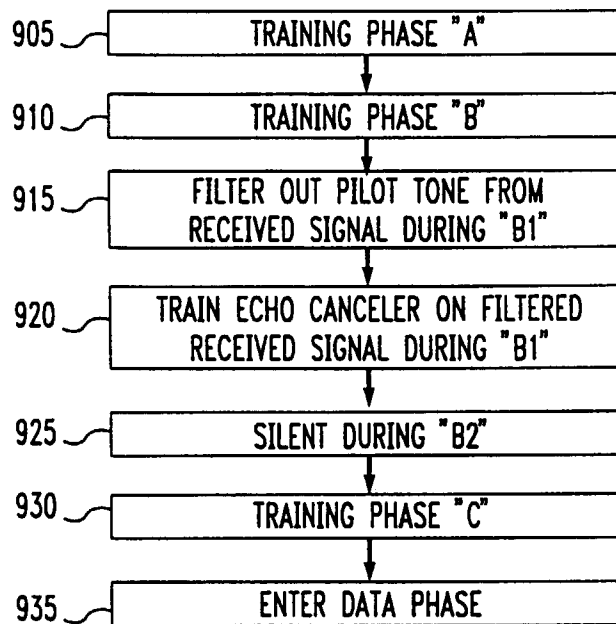 905 TRAINING PHASE "A"
910 TRAINING PHASE "B"
915 FILTER OUT PILOT TONE FROM
RECEIVED SIGNAL DURING "B1"
920 TRAIN ECHO CANCELER ON FILTERED
RECEIVED SIGNAL DURING "B1"
925 SILENT DURING "B2"
930 TRAINING PHASE "C"
935 ENTER DATA PHASE